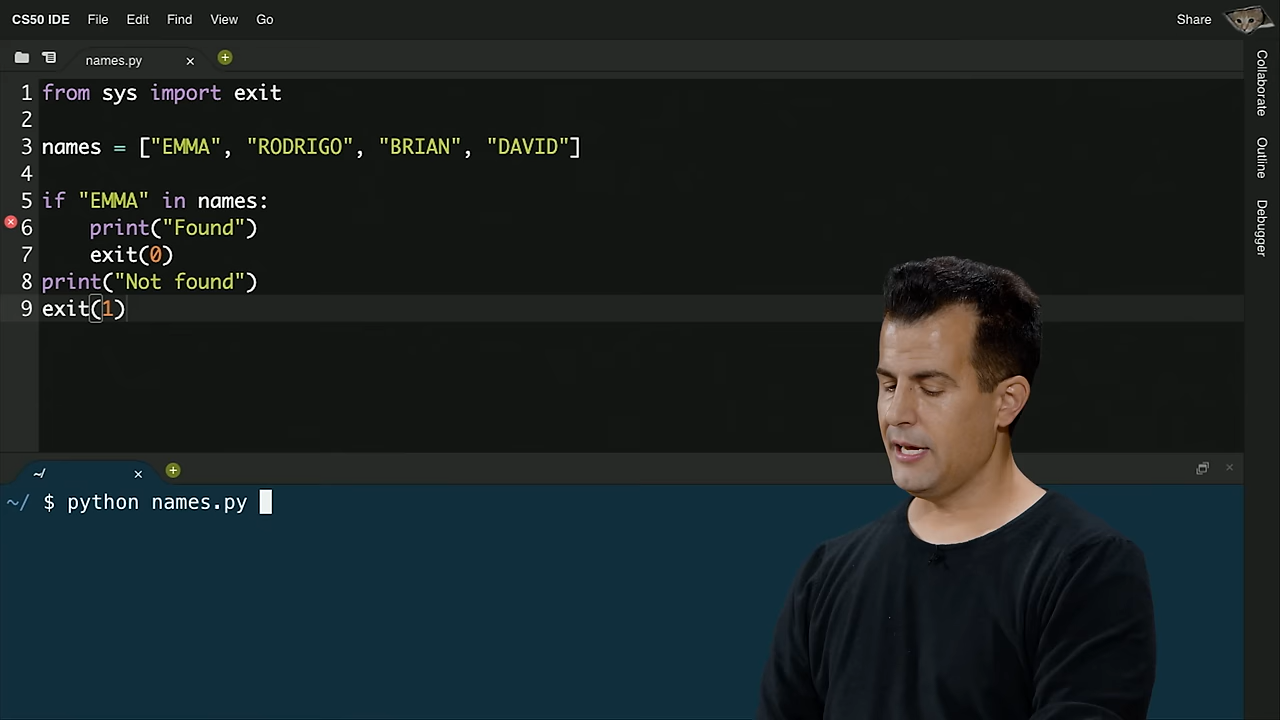 CS50 IDE File Edit Find View Go Share
names.py
1 from sys import exit
2
3 names = ["EMMA", "RODRIGO", "BRIAN", "DAVID"]
4
5 if "EMMA" in names:
6     print("Found")
7     exit(0)
8 print("Not found")
9 exit(1)
~/
~/ $ python names.py
Collaborate
Outline
Debugger